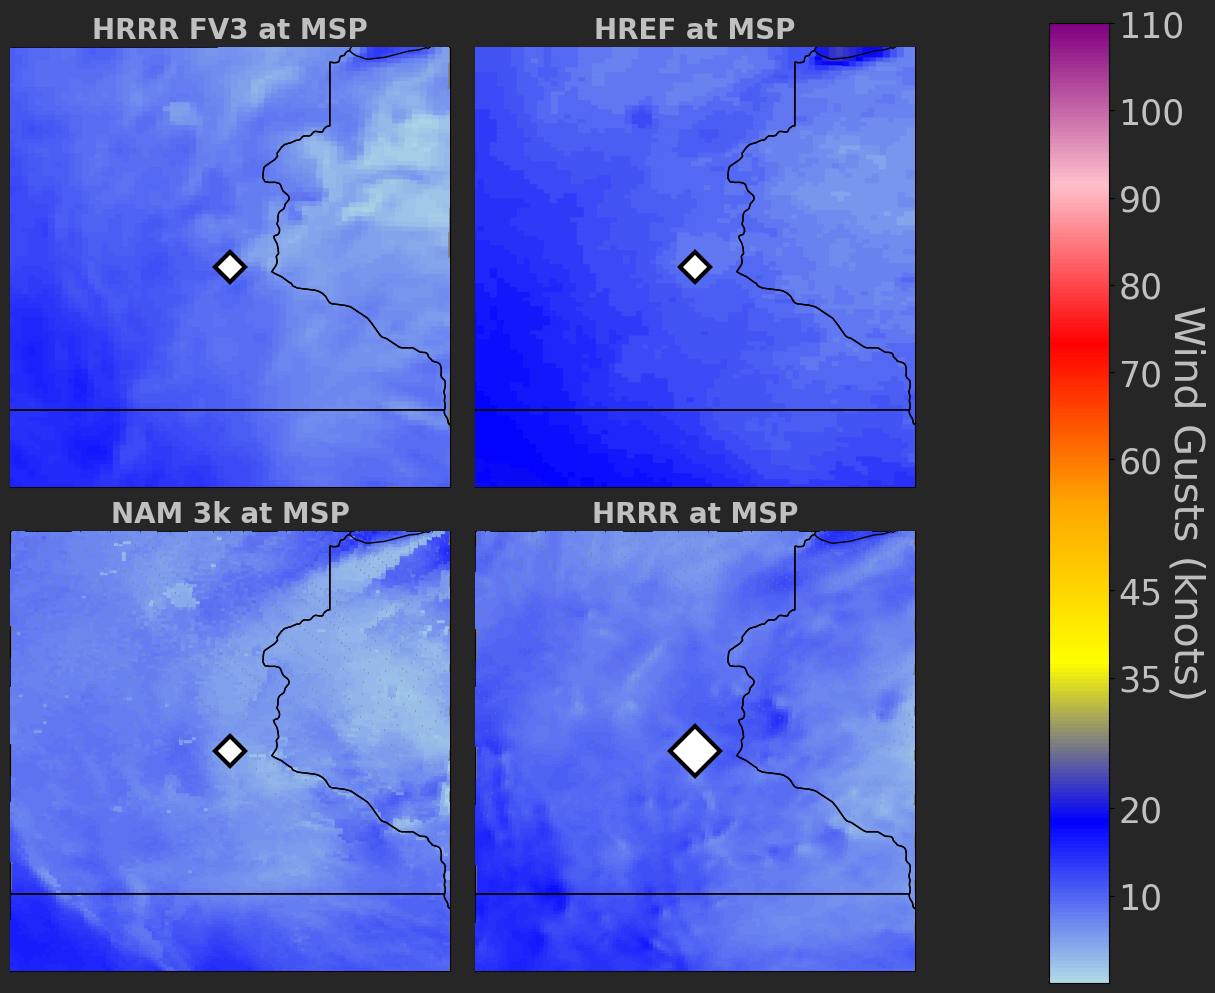 HRRR FV3 at MSP
HREF at MSP
NAM 3k at MSP
HRRR at MSP
110
100
90
80
70
60
45
35
20
10
Wind Gusts (knots)